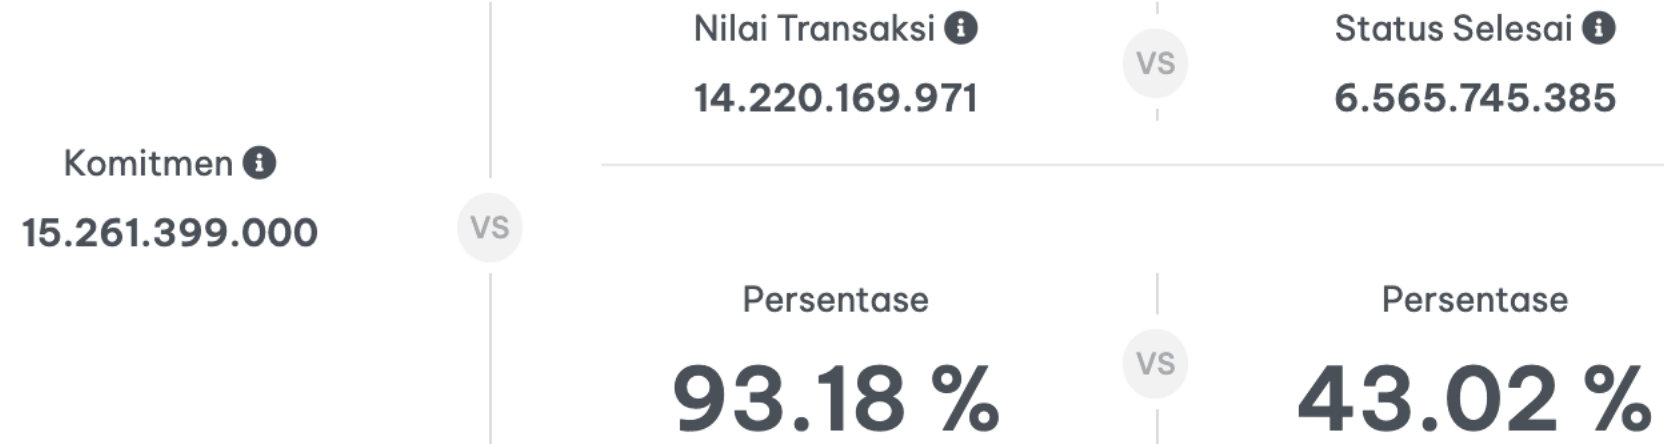 Komitmen
15.261.399.000
VS
Nilai Transaksi
14.220.169.971
VS
Status Selesai
6.565.745.385
Persentase
93.18 %
VS
Persentase
43.02 %